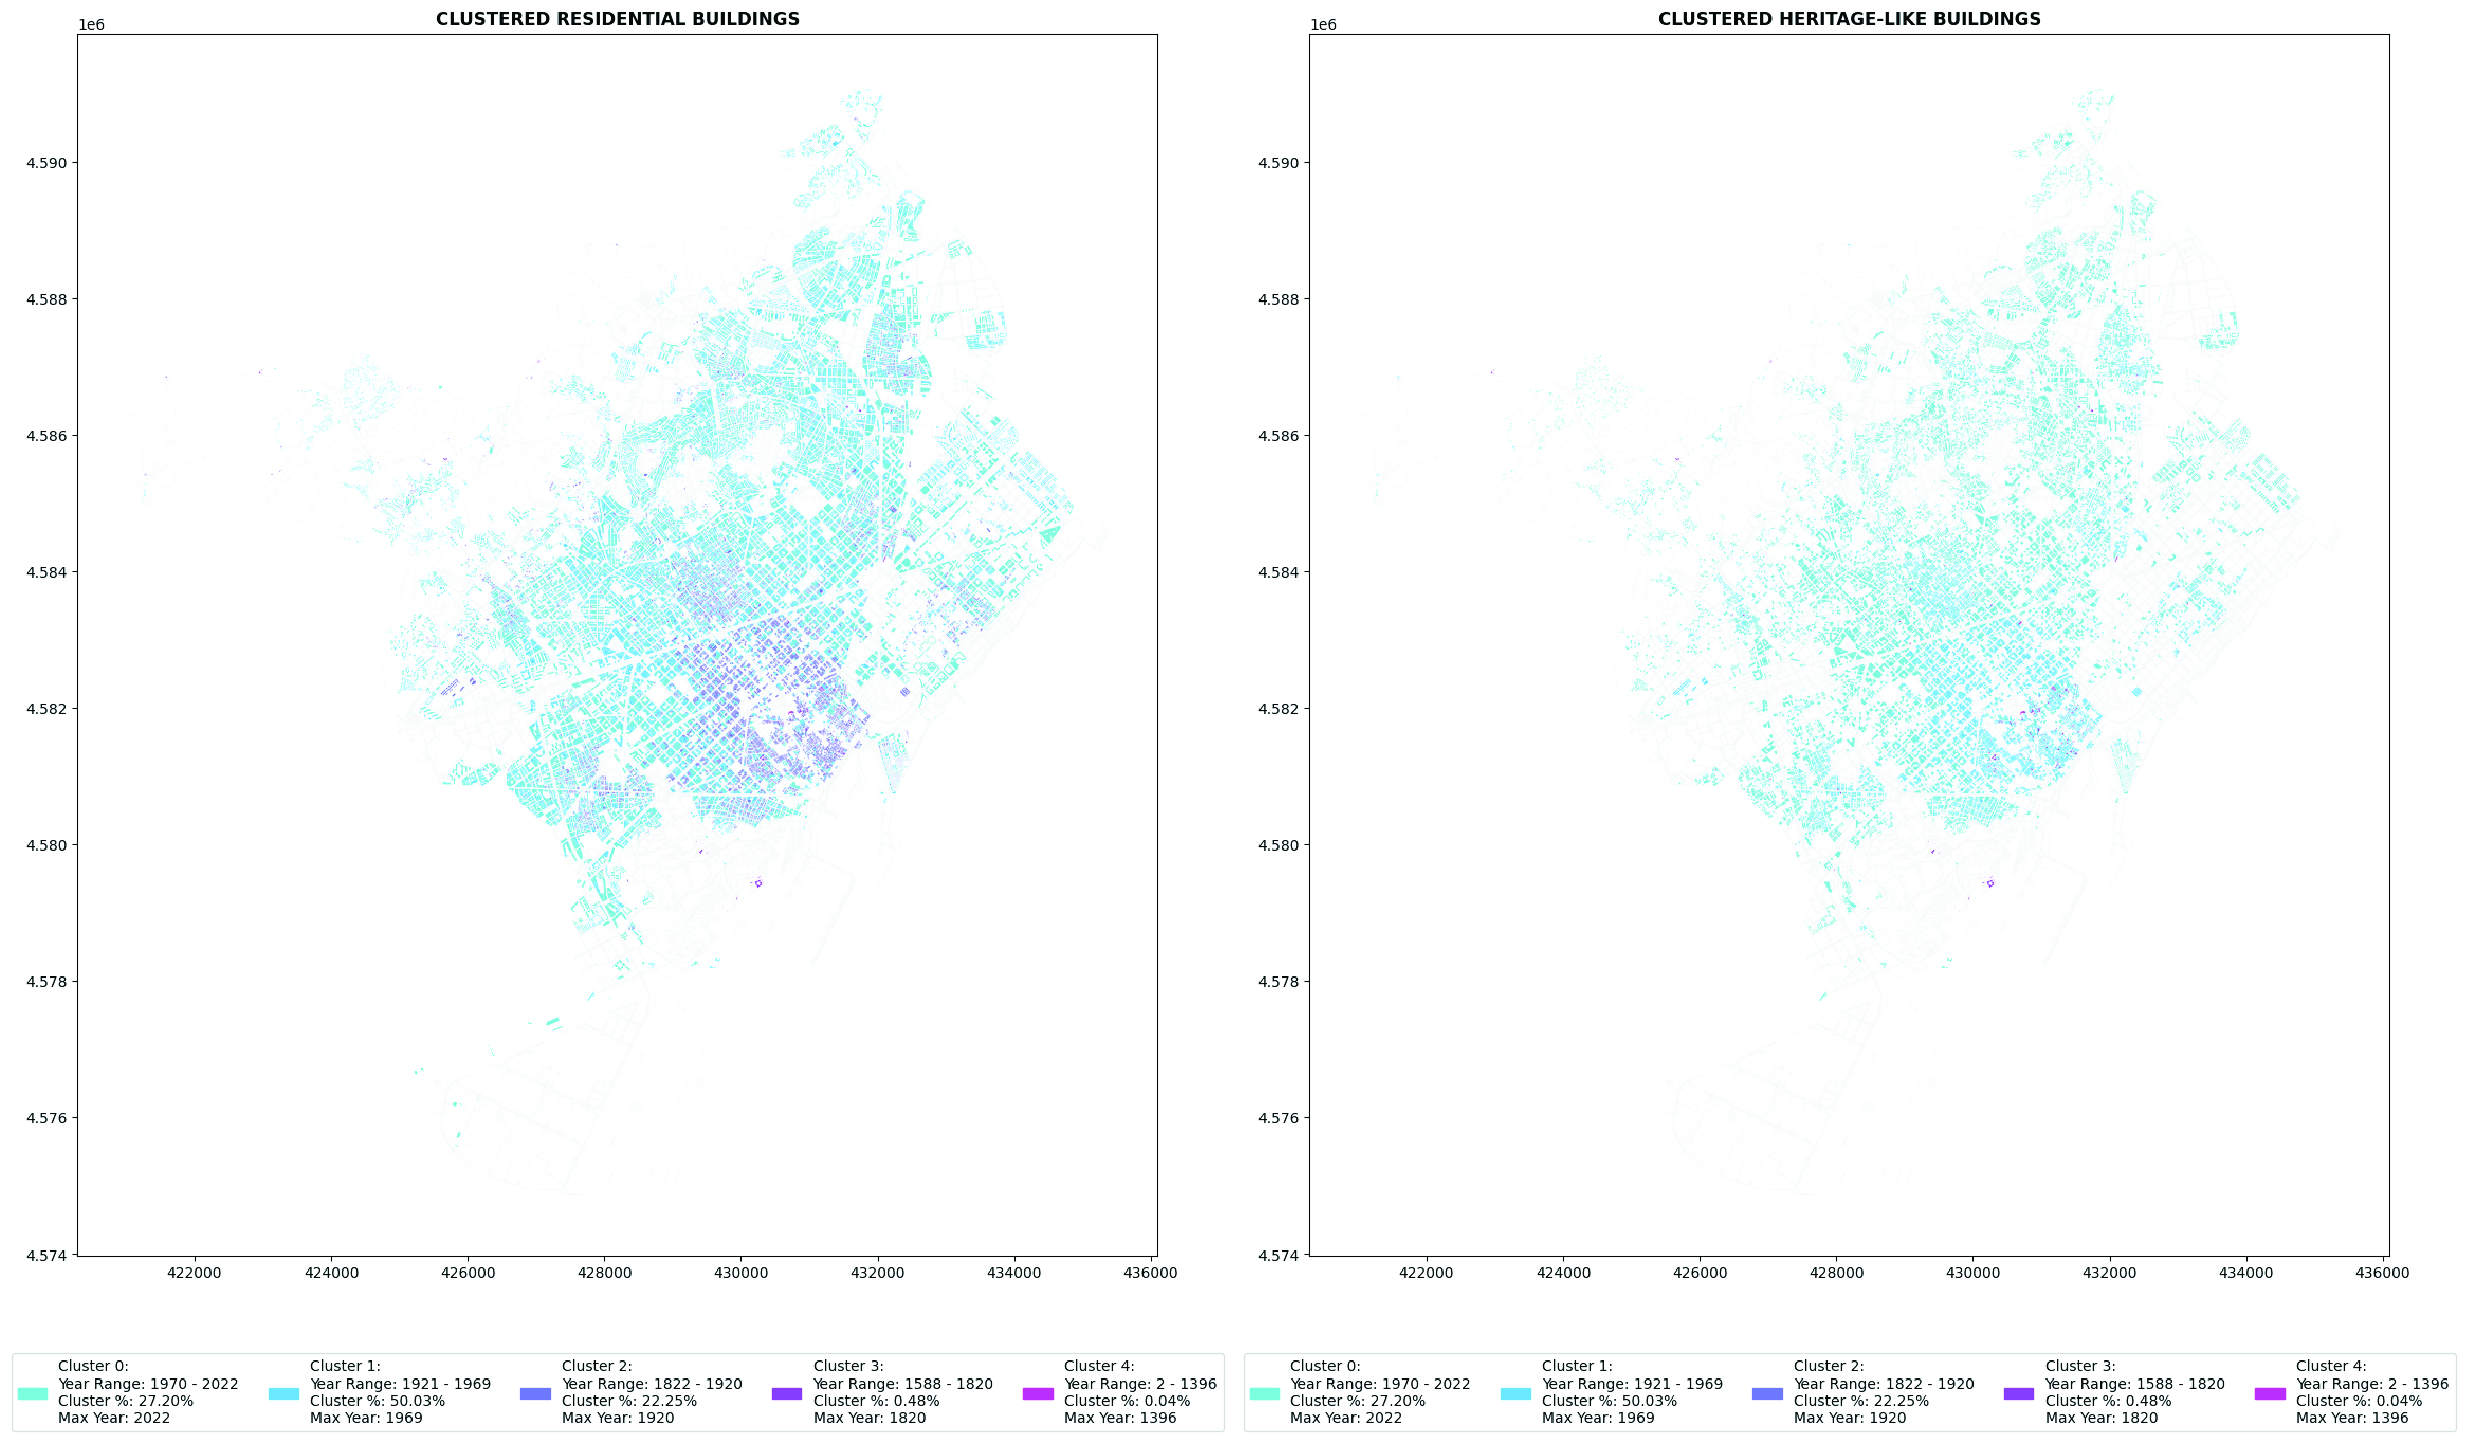 CLUSTERED RESIDENTIAL BUILDINGS
1e6
4.590
4.588
4.586
4.584
4.582
4.580
4.578
4.576
4.574
422000 424000 426000 428000 430000 432000 434000 436000
Cluster 0:
Year Range: 1970 - 2022
Cluster %: 27.20%
Max Year: 2022
Cluster 1:
Year Range: 1921 - 1969
Cluster %: 50.03%
Max Year: 1969
Cluster 2:
Year Range: 1822 - 1920
Cluster %: 22.25%
Max Year: 1920
Cluster 3:
Year Range: 1588 - 1820
Cluster %: 0.48%
Max Year: 1820
Cluster 4:
Year Range: 2 - 1396
Cluster %: 0.04%
Max Year: 1396
CLUSTERED HERITAGE-LIKE BUILDINGS
1e6
4.590
4.588
4.586
4.584
4.582
4.580
4.578
4.576
4.574
422000 424000 426000 428000 430000 432000 434000 436000
Cluster 0:
Year Range: 1970 - 2022
Cluster %: 27.20%
Max Year: 2022
Cluster 1:
Year Range: 1921 - 1969
Cluster %: 50.03%
Max Year: 1969
Cluster 2:
Year Range: 1822 - 1920
Cluster %: 22.25%
Max Year: 1920
Cluster 3:
Year Range: 1588 - 1820
Cluster %: 0.48%
Max Year: 1820
Cluster 4:
Year Range: 2 - 1396
Cluster %: 0.04%
Max Year: 1396